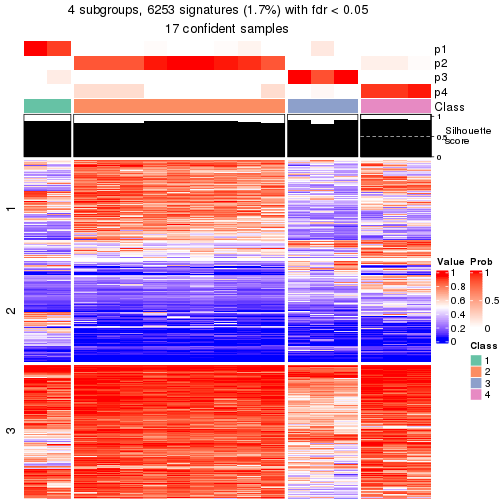 4 subgroups, 6253 signatures (1.7%) with fdr < 0.05
17 confident samples
p1
p2
p3
p4
Class
1
0.5
0
Silhouette
score
1
2
3
Value
1
0.8
0.6
0.4
0.2
0
Prob
1
0.5
0
Class
1
2
3
4